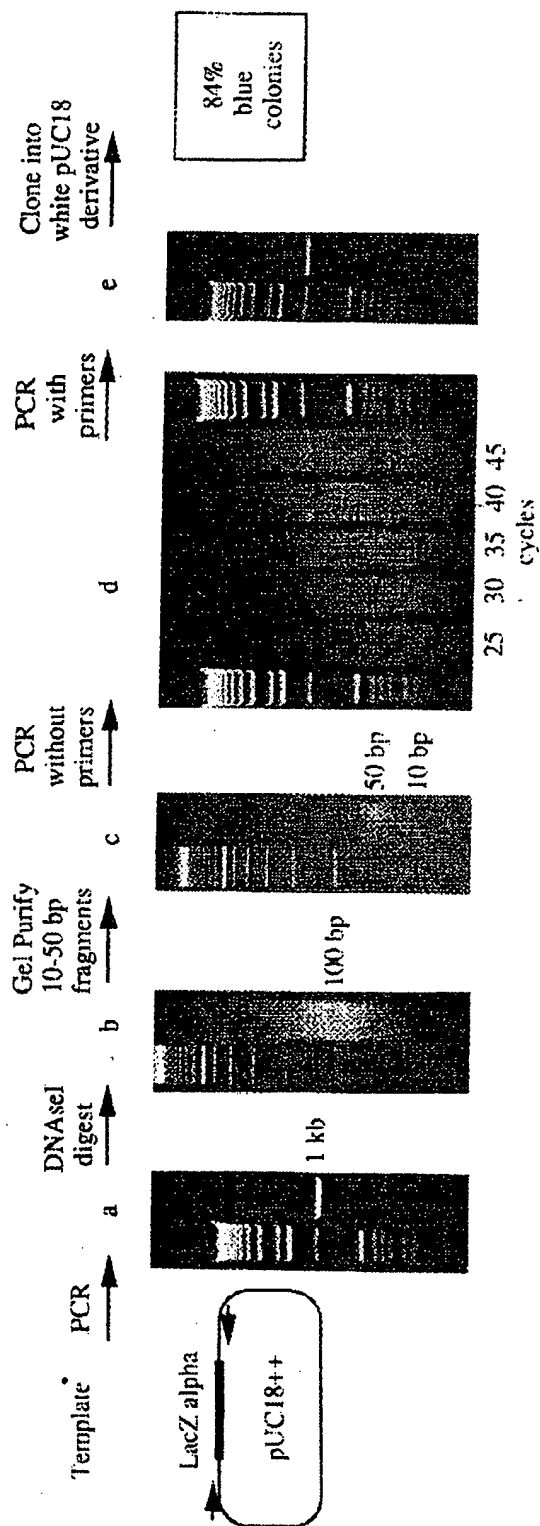 Template
PCR
a
DNAseI
digest
b
Gel Purify
10-50 bp
fragments
c
PCR
without
primers
d
PCR
with
primers
e
Clone into
white pUC18
derivative
LacZ alpha
pUC18++
1 kb
100 bp
50 bp
10 bp
25 30 35 40 45
cycles
84%
blue
colonies